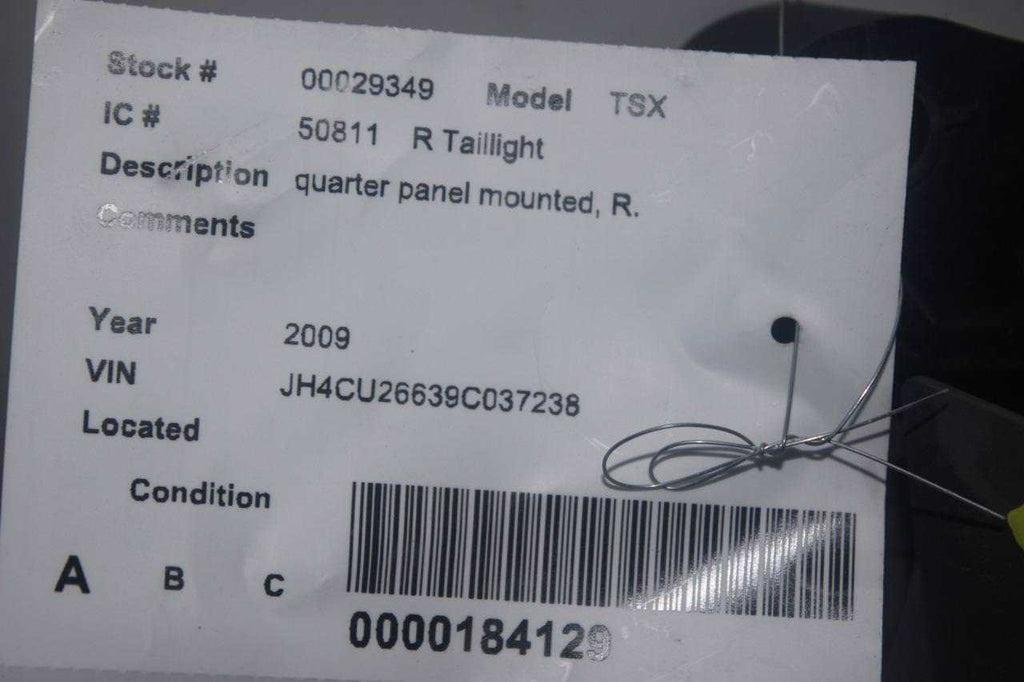 Stock # 00029349 Model TSX
IC # 50811 R Taillight
Description quarter panel mounted, R.
Comments
Year 2009
VIN JH4CU26639C037238
Located
Condition
A B C
0000184129